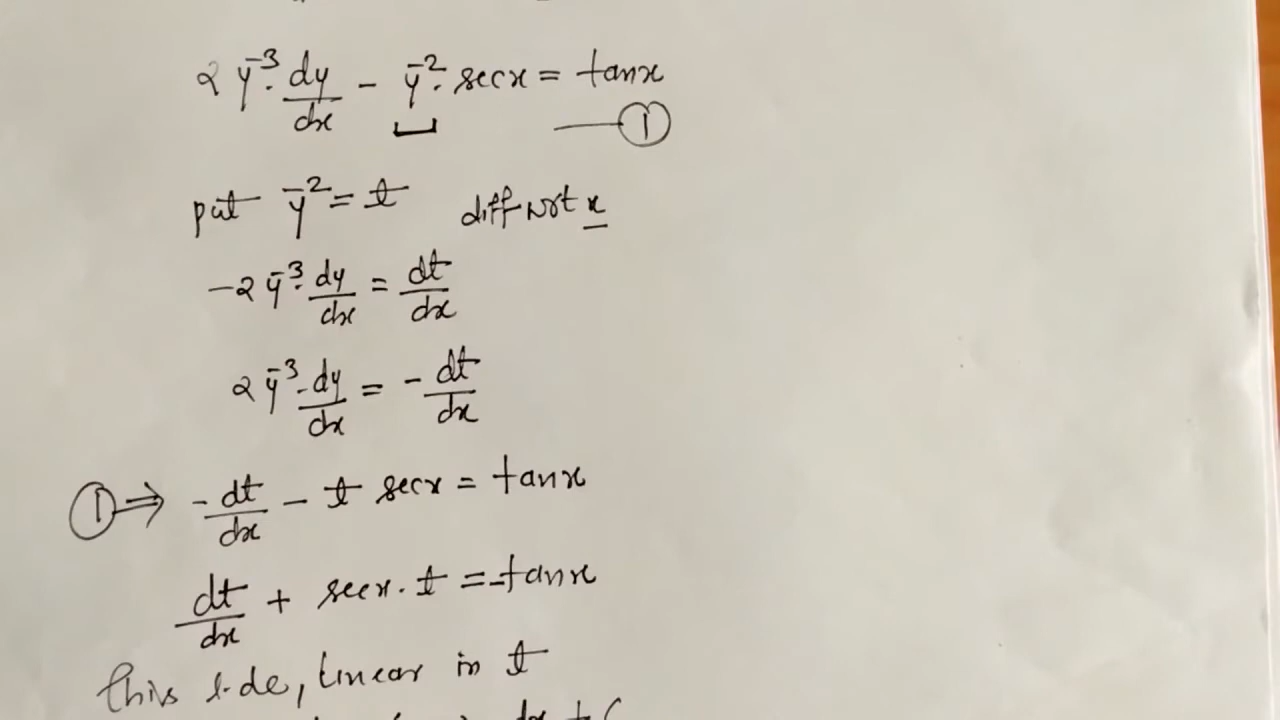 2 y⁻³. dy/dx - y⁻². secx = tanx
—①
put y⁻² = t diff wrt x
-2 y⁻³. dy/dx = dt/dx
2 y⁻³. dy/dx = - dt/dx
① ⇒ - dt/dx - t secx = tanx
dt/dx + secx. t = -tanx
this l.de, linear in t
dx + C